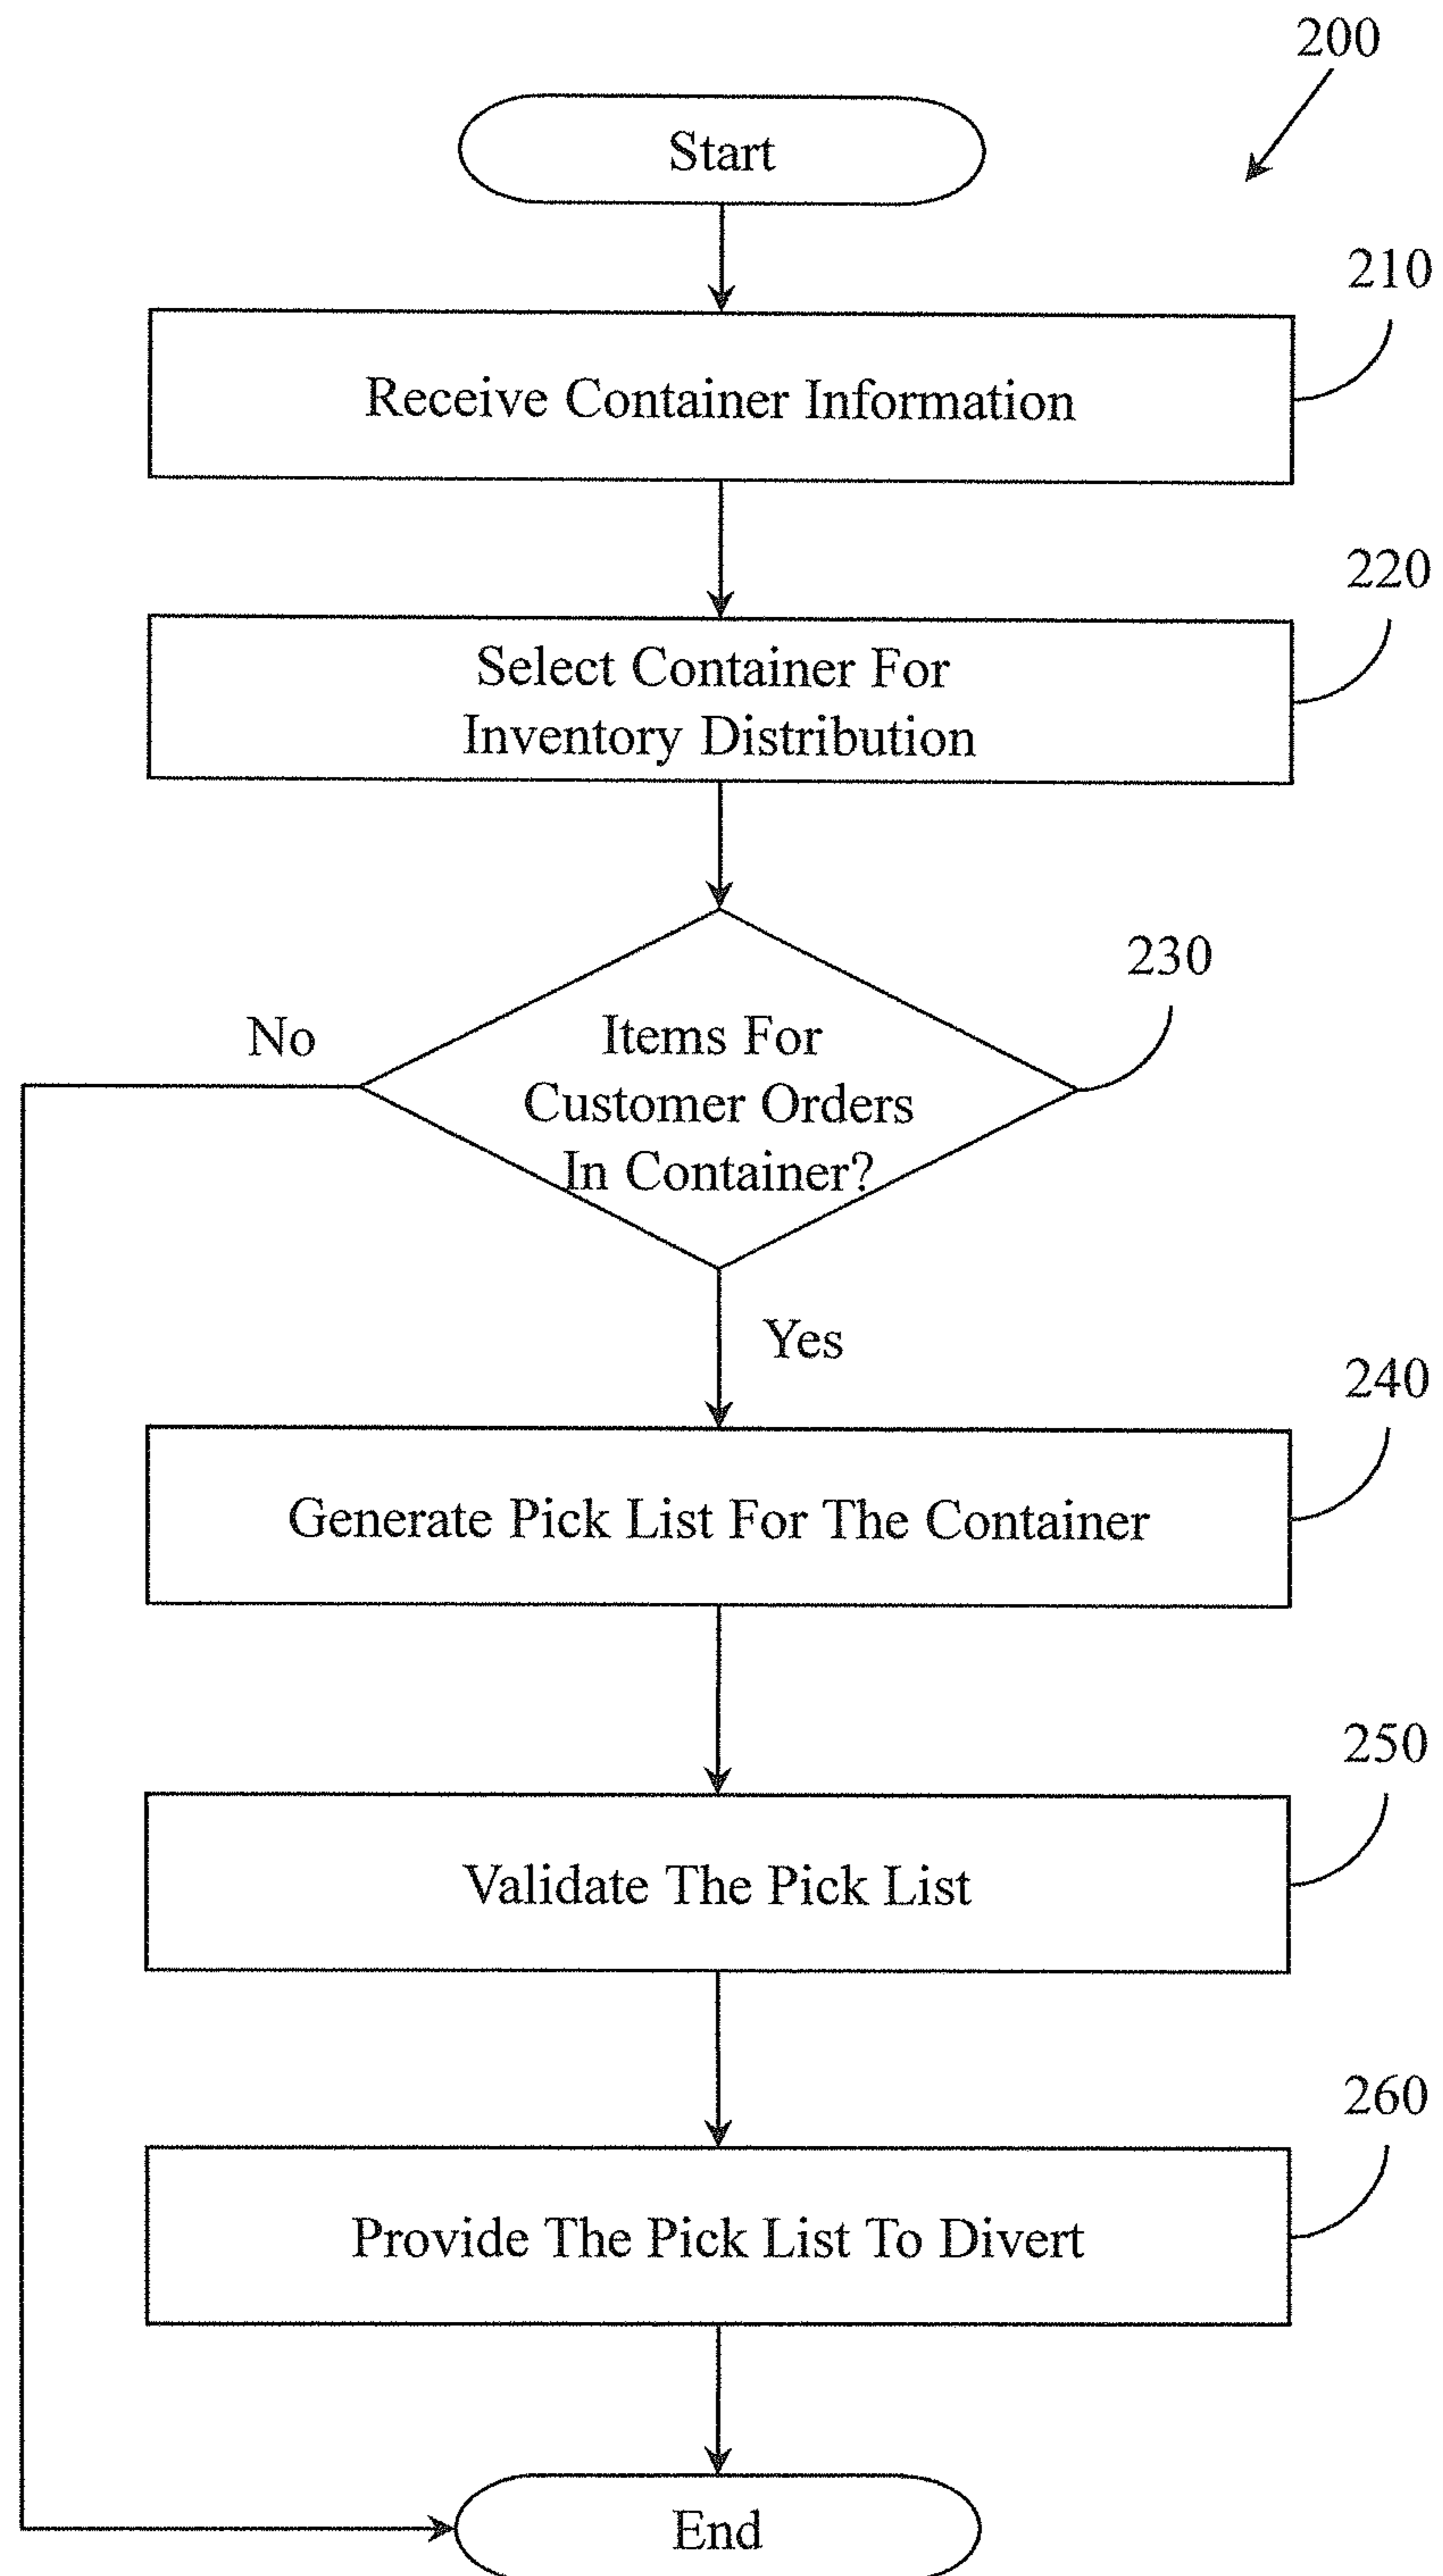 200
Start
210
Receive Container Information
220
Select Container For
Inventory Distribution
230
No
Items For
Customer Orders
In Container?
Yes
240
Generate Pick List For The Container
250
Validate The Pick List
260
Provide The Pick List To Divert
End